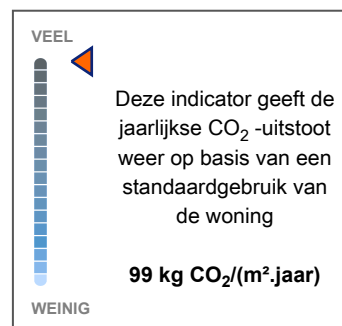 VEEL
Deze indicator geeft de
jaarlijkse CO₂ -uitstoot
weer op basis van een
standaardgebruik van
de woning
99 kg CO₂/(m².jaar)
WEINIG